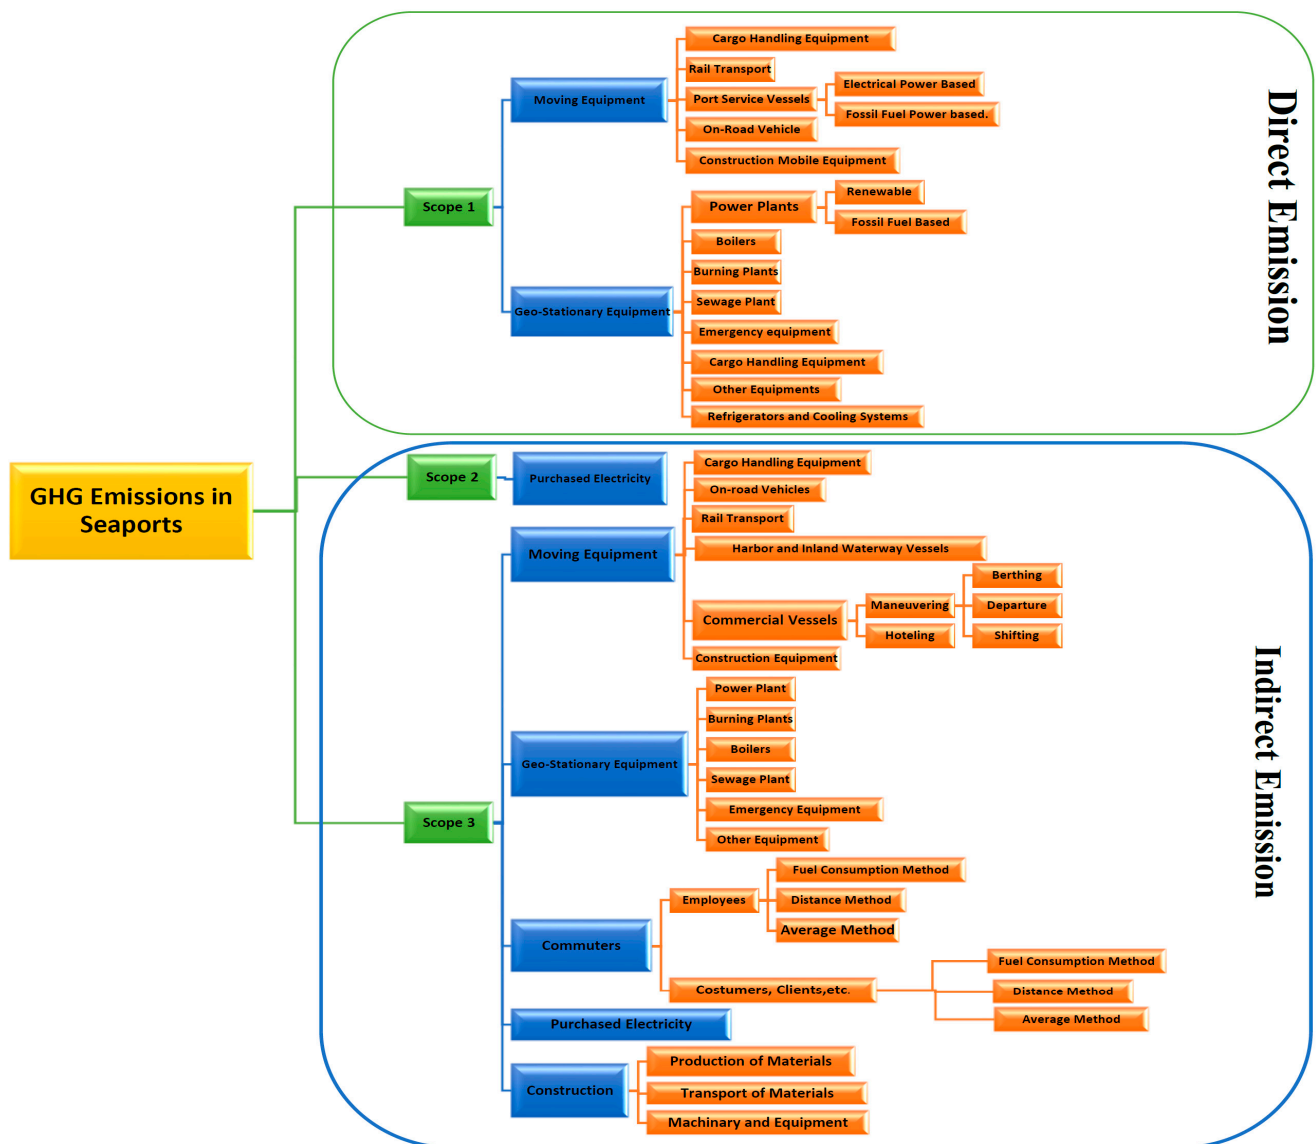 GHG Emissions in
Seaports
Direct Emission
Scope 1
Moving Equipment
Cargo Handling Equipment
Rail Transport
Port Service Vessels
Electrical Power Based
Fossil Fuel Power based.
On-Road Vehicle
Construction Mobile Equipment
Geo-Stationary Equipment
Power Plants
Renewable
Fossil Fuel Based
Boilers
Burning Plants
Sewage Plant
Emergency equipment
Cargo Handling Equipment
Other Equipments
Refrigerators and Cooling Systems
Indirect Emission
Scope 2
Purchased Electricity
Scope 3
Moving Equipment
Cargo Handling Equipment
On-road Vehicles
Rail Transport
Harbor and Inland Waterway Vessels
Commercial Vessels
Maneuvering
Berthing
Departure
Shifting
Hoteling
Construction Equipment
Geo-Stationary Equipment
Power Plant
Burning Plants
Boilers
Sewage Plant
Emergency Equipment
Other Equipment
Commuters
Employees
Fuel Consumption Method
Distance Method
Average Method
Costumers, Clients,etc.
Fuel Consumption Method
Distance Method
Average Method
Purchased Electricity
Construction
Production of Materials
Transport of Materials
Machinary and Equipment